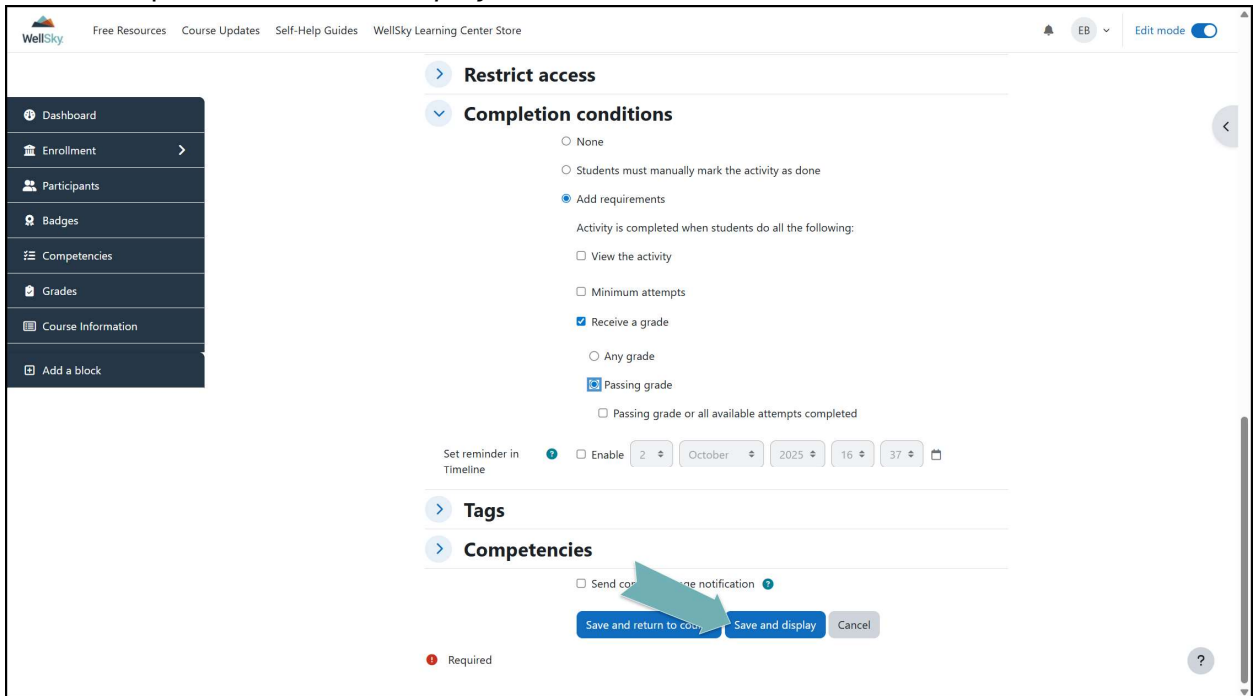 WellSky
Free Resources Course Updates Self-Help Guides WellSky Learning Center Store
EB Edit mode
Dashboard
Enrollment
Participants
Badges
Competencies
Grades
Course Information
Add a block
Restrict access
Completion conditions
None
Students must manually mark the activity as done
Add requirements
Activity is completed when students do all the following:
View the activity
Minimum attempts
Receive a grade
Any grade
Passing grade
Passing grade or all available attempts completed
Set reminder in
Timeline
? Enable 2 October 2025 16 37
Tags
Competencies
Send notification ?
Save and return to Save and display Cancel
! Required
?